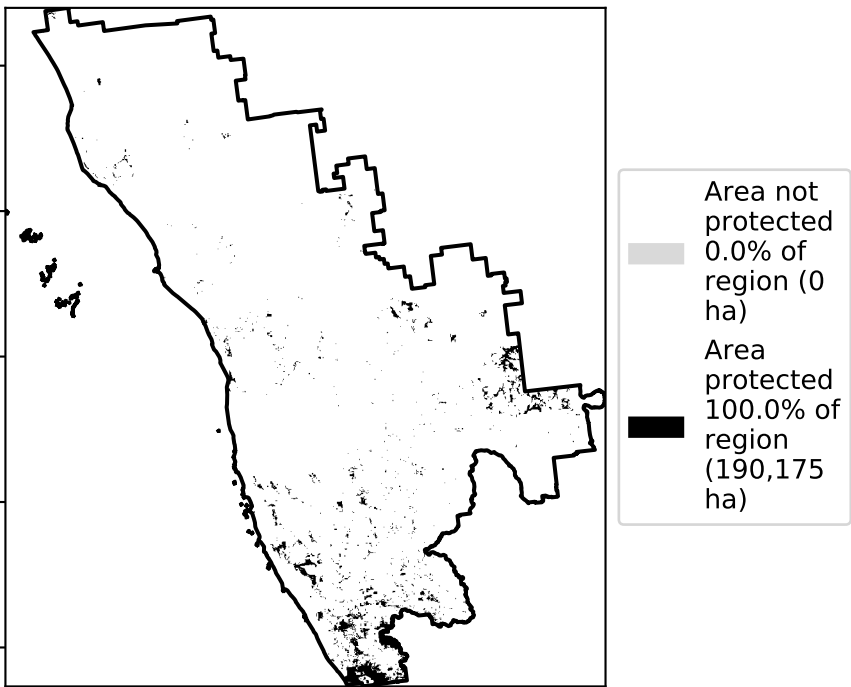 Area not
protected
0.0% of
region (0
ha)
Area
protected
100.0% of
region
(190,175
ha)